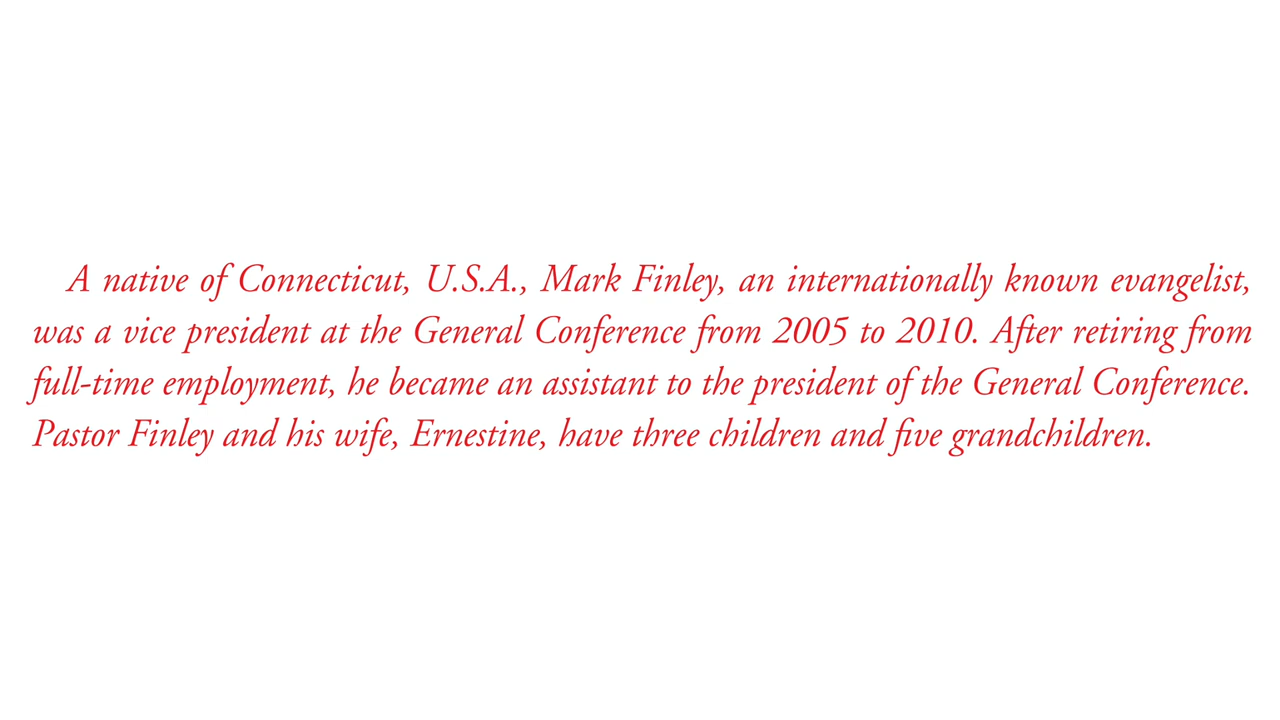 A native of Connecticut, U.S.A., Mark Finley, an internationally known evangelist,
was a vice president at the General Conference from 2005 to 2010. After retiring from
full-time employment, he became an assistant to the president of the General Conference.
Pastor Finley and his wife, Ernestine, have three children and five grandchildren.